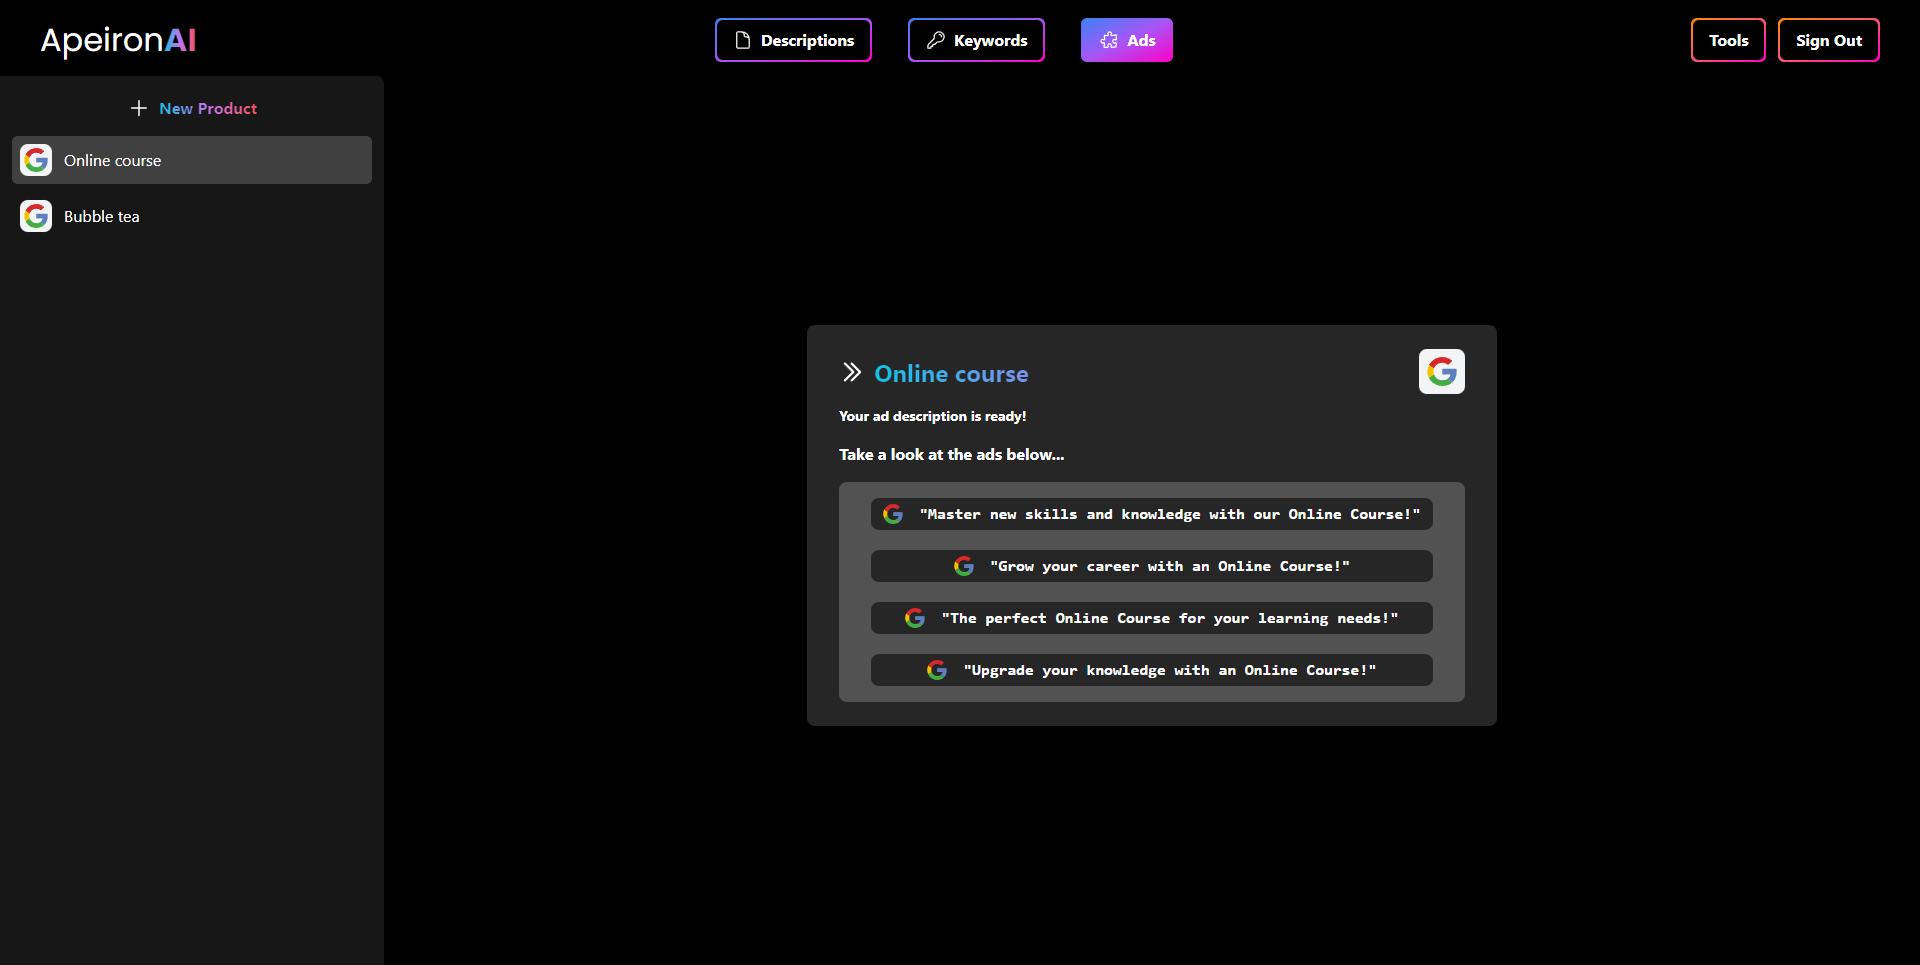 ApeironAI
Descriptions
Keywords
Ads
Tools
Sign Out
New Product
Online course
Bubble tea
Online course
Your ad description is ready!
Take a look at the ads below...
"Master new skills and knowledge with our Online Course!"
"Grow your career with an Online Course!"
"The perfect Online Course for your learning needs!"
"Upgrade your knowledge with an Online Course!"